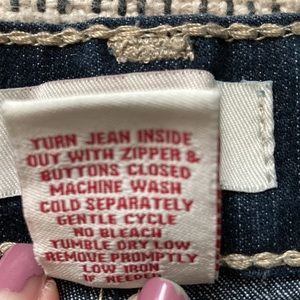 TURN JEAN INSIDE
OUT WITH ZIPPER &
BUTTONS CLOSED
MACHINE WASH
COLD SEPARATELY
GENTLE CYCLE
NO BLEACH
TUMBLE DRY LOW
REMOVE PROMPTLY
LOW IRON
IF NEEDED